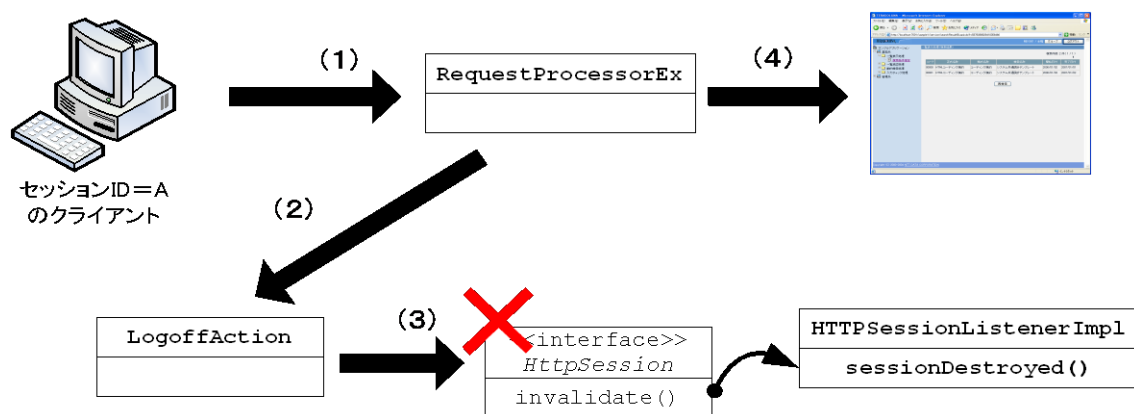 (1)
RequestProcessorEx
(4)
セッションID=A
のクライアント
(2)
LogoffAction
(3)
<<interface>>
HttpSession
invalidate()
HTTPSessionListenerImpl
sessionDestroyed()